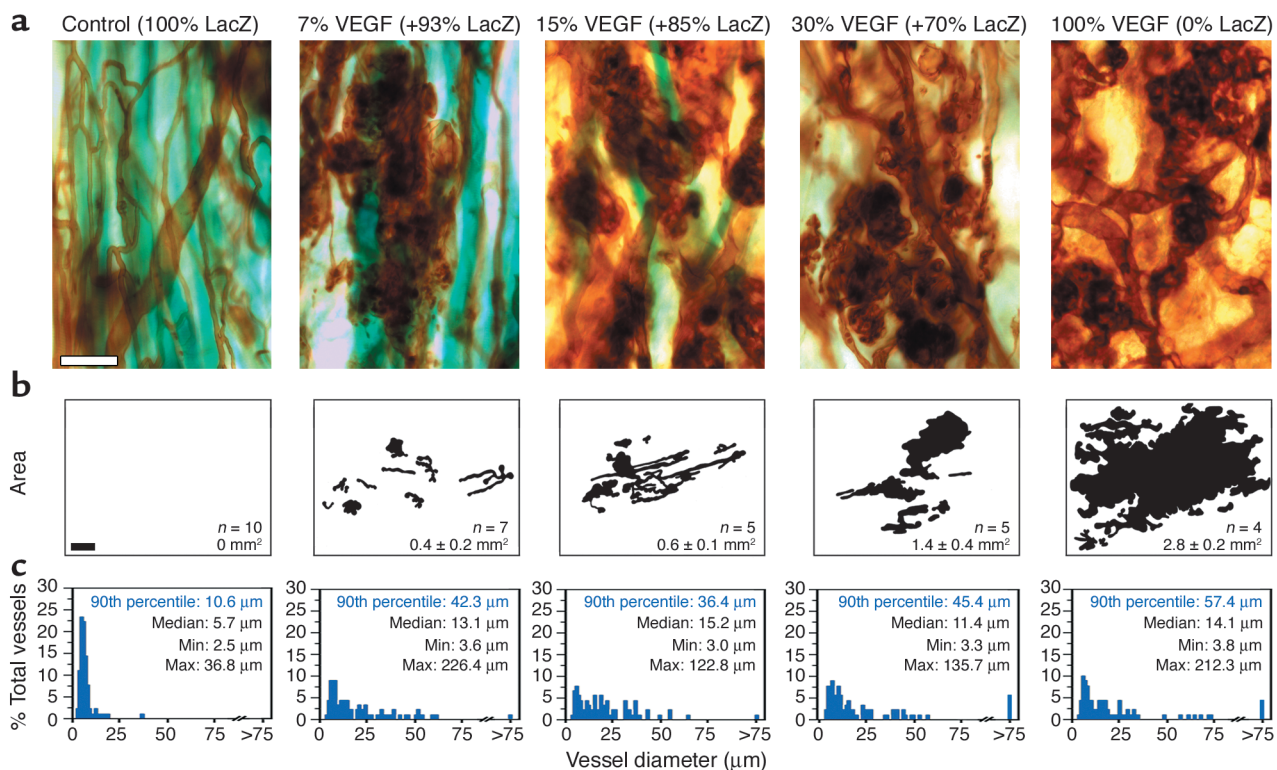 a
Control (100% LacZ)
7% VEGF (+93% LacZ)
15% VEGF (+85% LacZ)
30% VEGF (+70% LacZ)
100% VEGF (0% LacZ)
b
Area
n = 10
0 mm²
n = 7
0.4 ± 0.2 mm²
n = 5
0.6 ± 0.1 mm²
n = 5
1.4 ± 0.4 mm²
n = 4
2.8 ± 0.2 mm²
c
% Total vessels
30
25
20
15
10
5
0
90th percentile: 10.6 µm
Median: 5.7 µm
Min: 2.5 µm
Max: 36.8 µm
0 25 50 75 >75
30
25
20
15
10
5
0
90th percentile: 42.3 µm
Median: 13.1 µm
Min: 3.6 µm
Max: 226.4 µm
0 25 50 75 >75
30
25
20
15
10
5
0
90th percentile: 36.4 µm
Median: 15.2 µm
Min: 3.0 µm
Max: 122.8 µm
0 25 50 75 >75
30
25
20
15
10
5
0
90th percentile: 45.4 µm
Median: 11.4 µm
Min: 3.3 µm
Max: 135.7 µm
0 25 50 75 >75
30
25
20
15
10
5
0
90th percentile: 57.4 µm
Median: 14.1 µm
Min: 3.8 µm
Max: 212.3 µm
0 25 50 75 >75
Vessel diameter (µm)